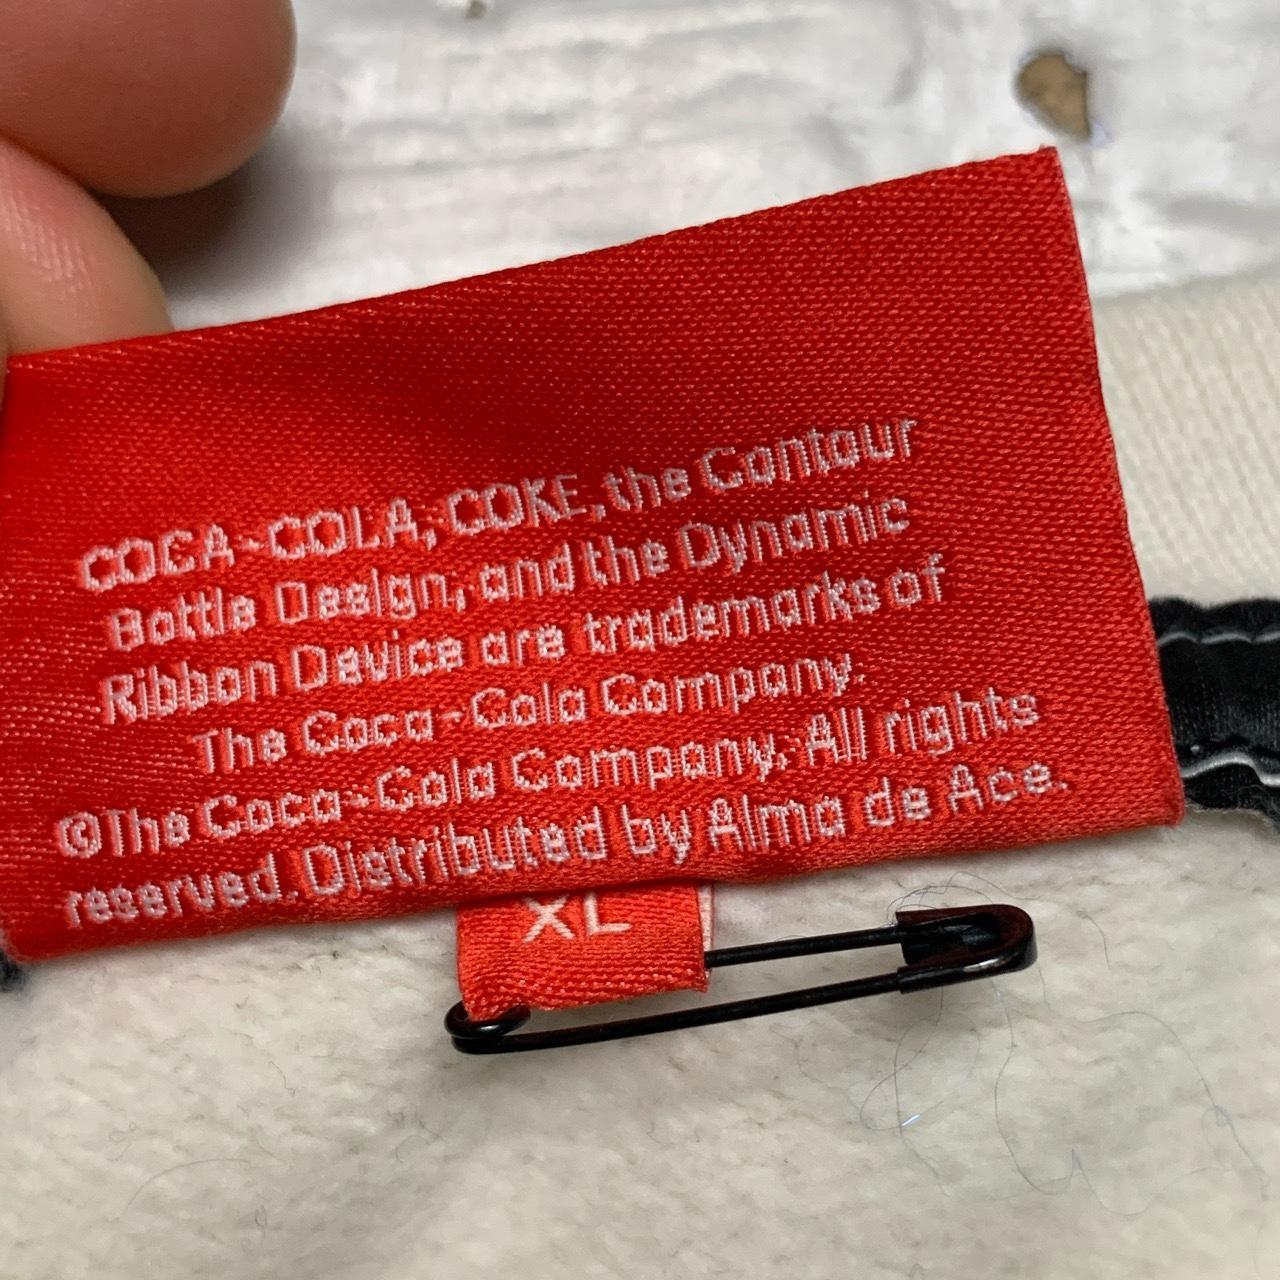 COCA-COLA, COKE, the Contour
Bottle Design, and the Dynamic
Ribbon Device are trademarks of
The Coca-Cola Company.
©The Coca-Cola Company. All rights
reserved. Distributed by Alma de Ace.
XL